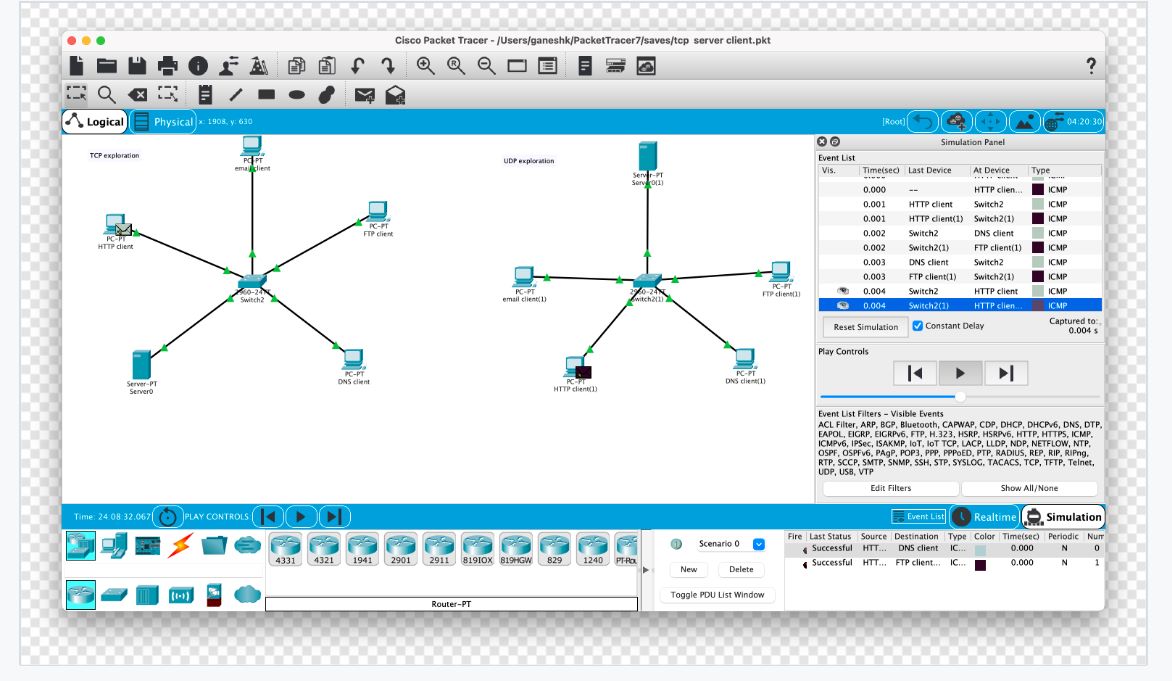 Cisco Packet Tracer - /Users/ganeshk/PacketTracer7/saves/tcp server client.pkt
?
Logical Physical x: 1908, y: 630 [Root] 04:20:30
TCP exploration
PC-PT
email client
PC-PT
HTTP client
PC-PT
FTP client
2960-24TT
Switch2
Server-PT
Server0
PC-PT
DNS client
UDP exploration
Server-PT
Server0(1)
PC-PT
email client(1)
2960-24TT
Switch2(1)
PC-PT
FTP client(1)
PC-PT
HTTP client(1)
PC-PT
DNS client(1)
Simulation Panel
Event List
Vis. Time(sec) Last Device At Device Type
0.000 -- HTTP clien... ICMP
0.001 HTTP client Switch2 ICMP
0.001 HTTP client(1) Switch2(1) ICMP
0.002 Switch2 DNS client ICMP
0.002 Switch2(1) FTP client(1) ICMP
0.003 DNS client Switch2 ICMP
0.003 FTP client(1) Switch2(1) ICMP
0.004 Switch2 HTTP client ICMP
0.004 Switch2(1) HTTP clien... ICMP
Reset Simulation Constant Delay Captured to:
0.004 s
Play Controls
Event List Filters - Visible Events
ACL Filter, ARP, BGP, Bluetooth, CAPWAP, CDP, DHCP, DHCPv6, DNS, DTP,
EAPOL, EIGRP, EIGRPv6, FTP, H.323, HSRP, HSRPv6, HTTP, HTTPS, ICMP,
ICMPv6, IPSec, ISAKMP, IoT, IoT TCP, LACP, LLDP, NDP, NETFLOW, NTP,
OSPF, OSPFv6, PAgP, POP3, PPP, PPPoED, PTP, RADIUS, REP, RIP, RIPng,
RTP, SCCP, SMTP, SNMP, SSH, STP, SYSLOG, TACACS, TCP, TFTP, Telnet,
UDP, USB, VTP
Edit Filters Show All/None
Time: 24:08:32.067 PLAY CONTROLS: Event List Realtime Simulation
4331 4321 1941 2901 2911 819IOX 819HGW 829 1240
Router-PT
Scenario 0
New Delete
Toggle PDU List Window
Fire Last Status Source Destination Type Color Time(sec) Periodic Num
Successful HTT... DNS client IC... 0.000 N 0
Successful HTT... FTP client... IC... 0.000 N 1